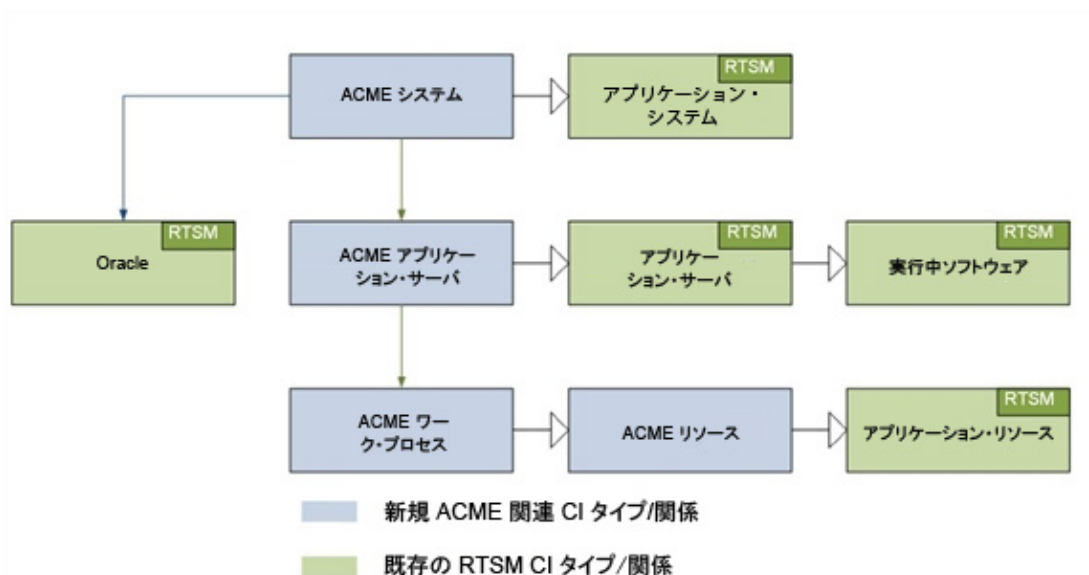 ACME システム
RTSM
アプリケーション・
システム
RTSM
Oracle
ACME アプリケー
ション・サーバ
RTSM
アプリケー
ション・サーバ
RTSM
実行中ソフトウェア
ACME ワー
ク・プロセス
ACME リソース
RTSM
アプリケーション・リソース
新規 ACME 関連 CI タイプ/関係
既存の RTSM CI タイプ/関係